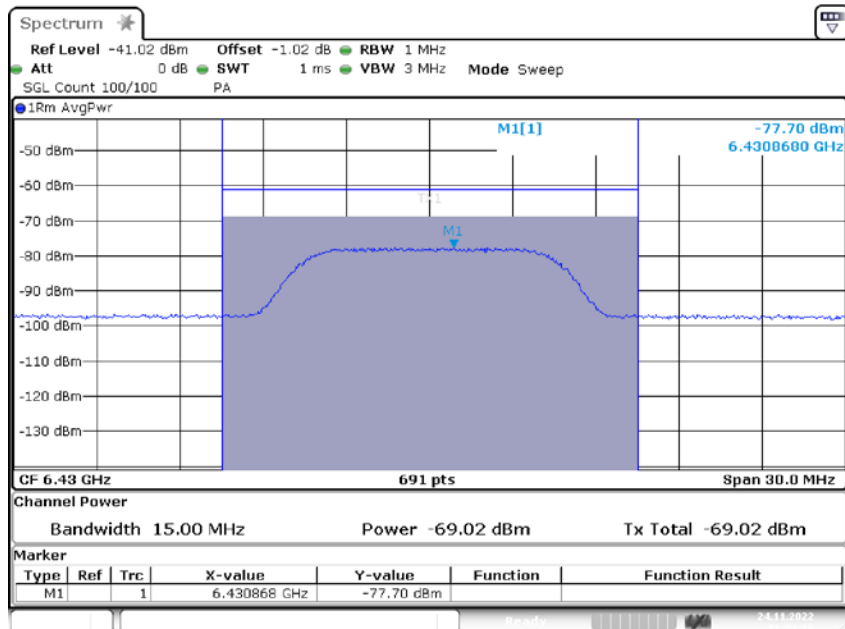 Spectrum
Ref Level -41.02 dBm Offset -1.02 dB RBW 1 MHz
Att 0 dB SWT 1 ms VBW 3 MHz Mode Sweep
SGL Count 100/100 PA
1Rm AvgPwr
M1[1] -77.70 dBm
6.4308680 GHz
-50 dBm
-60 dBm
TX1
-70 dBm
M1
-80 dBm
-90 dBm
-100 dBm
-110 dBm
-120 dBm
-130 dBm
CF 6.43 GHz 691 pts Span 30.0 MHz
Channel Power
Bandwidth 15.00 MHz Power -69.02 dBm Tx Total -69.02 dBm
Marker
Type Ref Trc X-value Y-value Function Function Result
M1 1 6.430868 GHz -77.70 dBm
Ready 24.11.2022